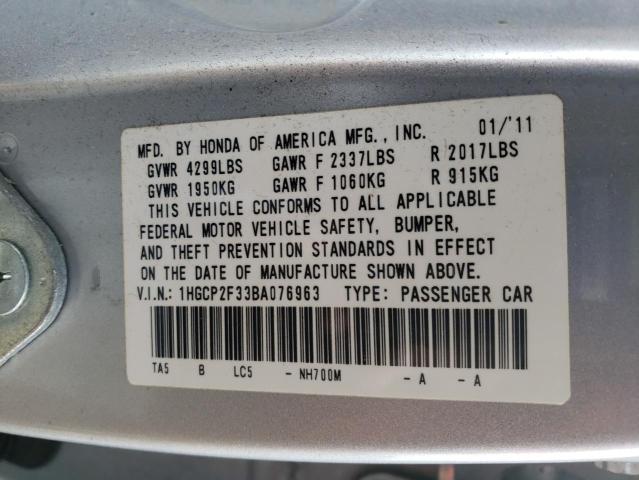 MFD. BY HONDA OF AMERICA MFG., INC. 01/'11
GVWR 4299LBS GAWR F 2337LBS R 2017LBS
GVWR 1950KG GAWR F 1060KG R 915KG
THIS VEHICLE CONFORMS TO ALL APPLICABLE
FEDERAL MOTOR VEHICLE SAFETY, BUMPER,
AND THEFT PREVENTION STANDARDS IN EFFECT
ON THE DATE OF MANUFACTURE SHOWN ABOVE.
V.I.N.: 1HGCP2F33BA076963 TYPE: PASSENGER CAR
TA5 B LC5 - NH700M - A - A